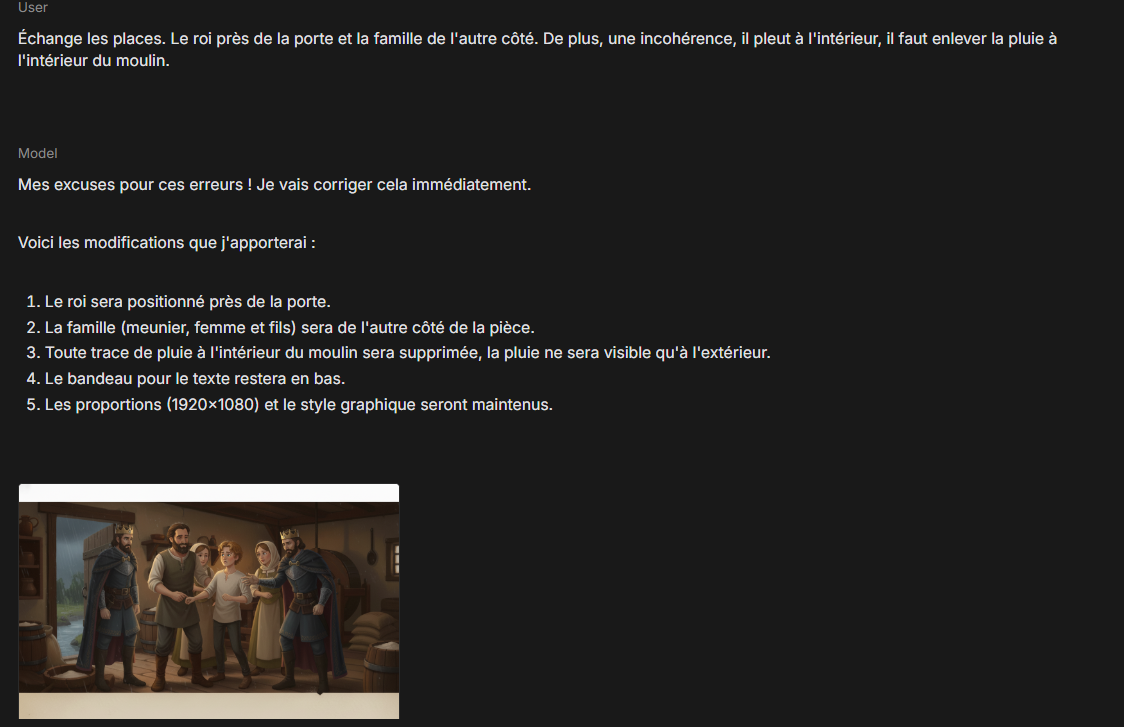 User
Échange les places. Le roi près de la porte et la famille de l'autre côté. De plus, une incohérence, il pleut à l'intérieur, il faut enlever la pluie à
l'intérieur du moulin.
Model
Mes excuses pour ces erreurs ! Je vais corriger cela immédiatement.
Voici les modifications que j'apporterai :
1. Le roi sera positionné près de la porte.
2. La famille (meunier, femme et fils) sera de l'autre côté de la pièce.
3. Toute trace de pluie à l'intérieur du moulin sera supprimée, la pluie ne sera visible qu'à l'extérieur.
4. Le bandeau pour le texte restera en bas.
5. Les proportions (1920×1080) et le style graphique seront maintenus.